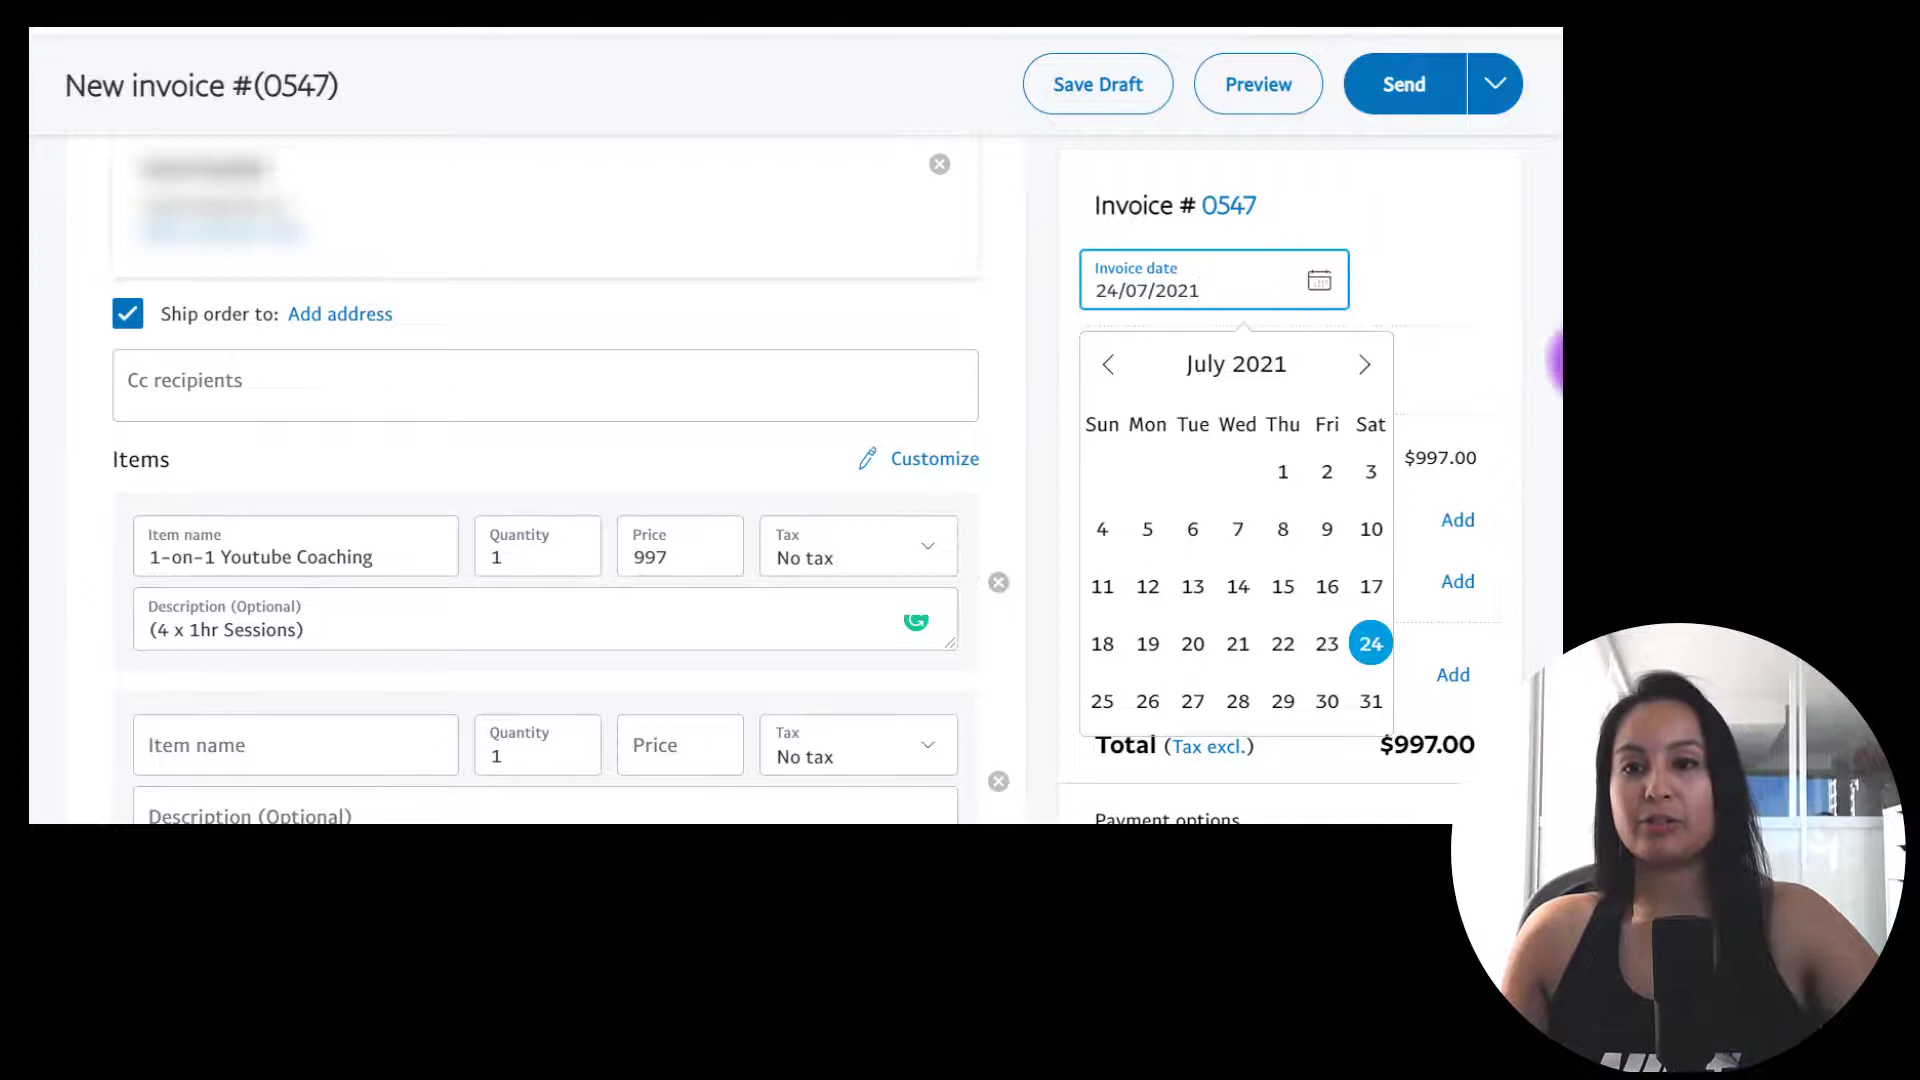 New invoice #(0547)
Save Draft
Preview
Send
Ship order to: Add address
Cc recipients
Items
Customize
Item name
1-on-1 Youtube Coaching
Quantity
1
Price
997
Tax
No tax
Description (Optional)
(4 x 1hr Sessions)
Item name
Quantity
1
Price
Tax
No tax
Description (Optional)
Invoice # 0547
Invoice date
24/07/2021
July 2021
Sun Mon Tue Wed Thu Fri Sat
1 2 3
4 5 6 7 8 9 10
11 12 13 14 15 16 17
18 19 20 21 22 23 24
25 26 27 28 29 30 31
$997.00
Add
Add
Add
Total (Tax excl.) $997.00
Payment options